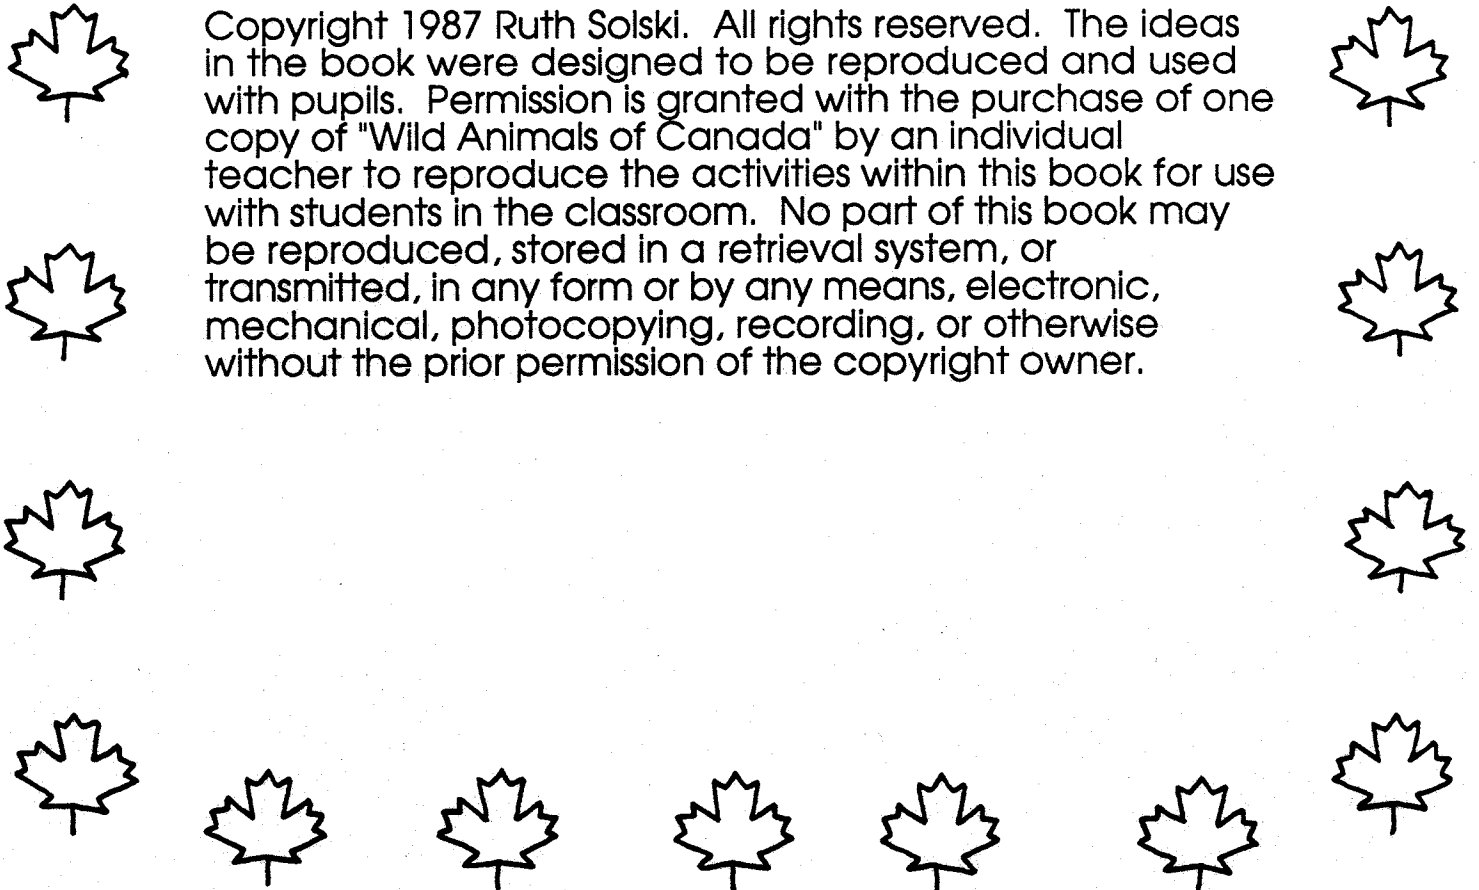 Copyright 1987 Ruth Solski.  All rights reserved.  The ideas
in the book were designed to be reproduced and used
with pupils.  Permission is granted with the purchase of one
copy of "Wild Animals of Canada" by an individual
teacher to reproduce the activities within this book for use
with students in the classroom.  No part of this book may
be reproduced, stored in a retrieval system, or
transmitted, in any form or by any means, electronic,
mechanical, photocopying, recording, or otherwise
without the prior permission of the copyright owner.